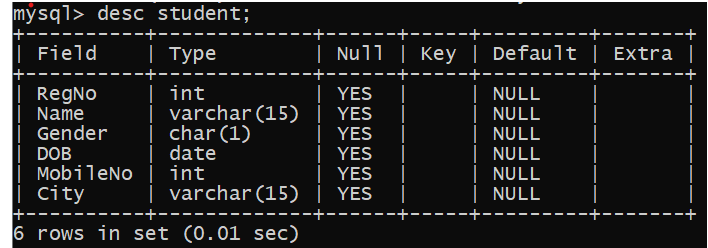 mysql> desc student;
+-----------+-------------+------+-----+---------+-------+
| Field     | Type        | Null | Key | Default | Extra |
+-----------+-------------+------+-----+---------+-------+
| RegNo     | int         | YES  |     | NULL    |       |
| Name      | varchar(15) | YES  |     | NULL    |       |
| Gender    | char(1)     | YES  |     | NULL    |       |
| DOB       | date        | YES  |     | NULL    |       |
| MobileNo  | int         | YES  |     | NULL    |       |
| City      | varchar(15) | YES  |     | NULL    |       |
+-----------+-------------+------+-----+---------+-------+
6 rows in set (0.01 sec)